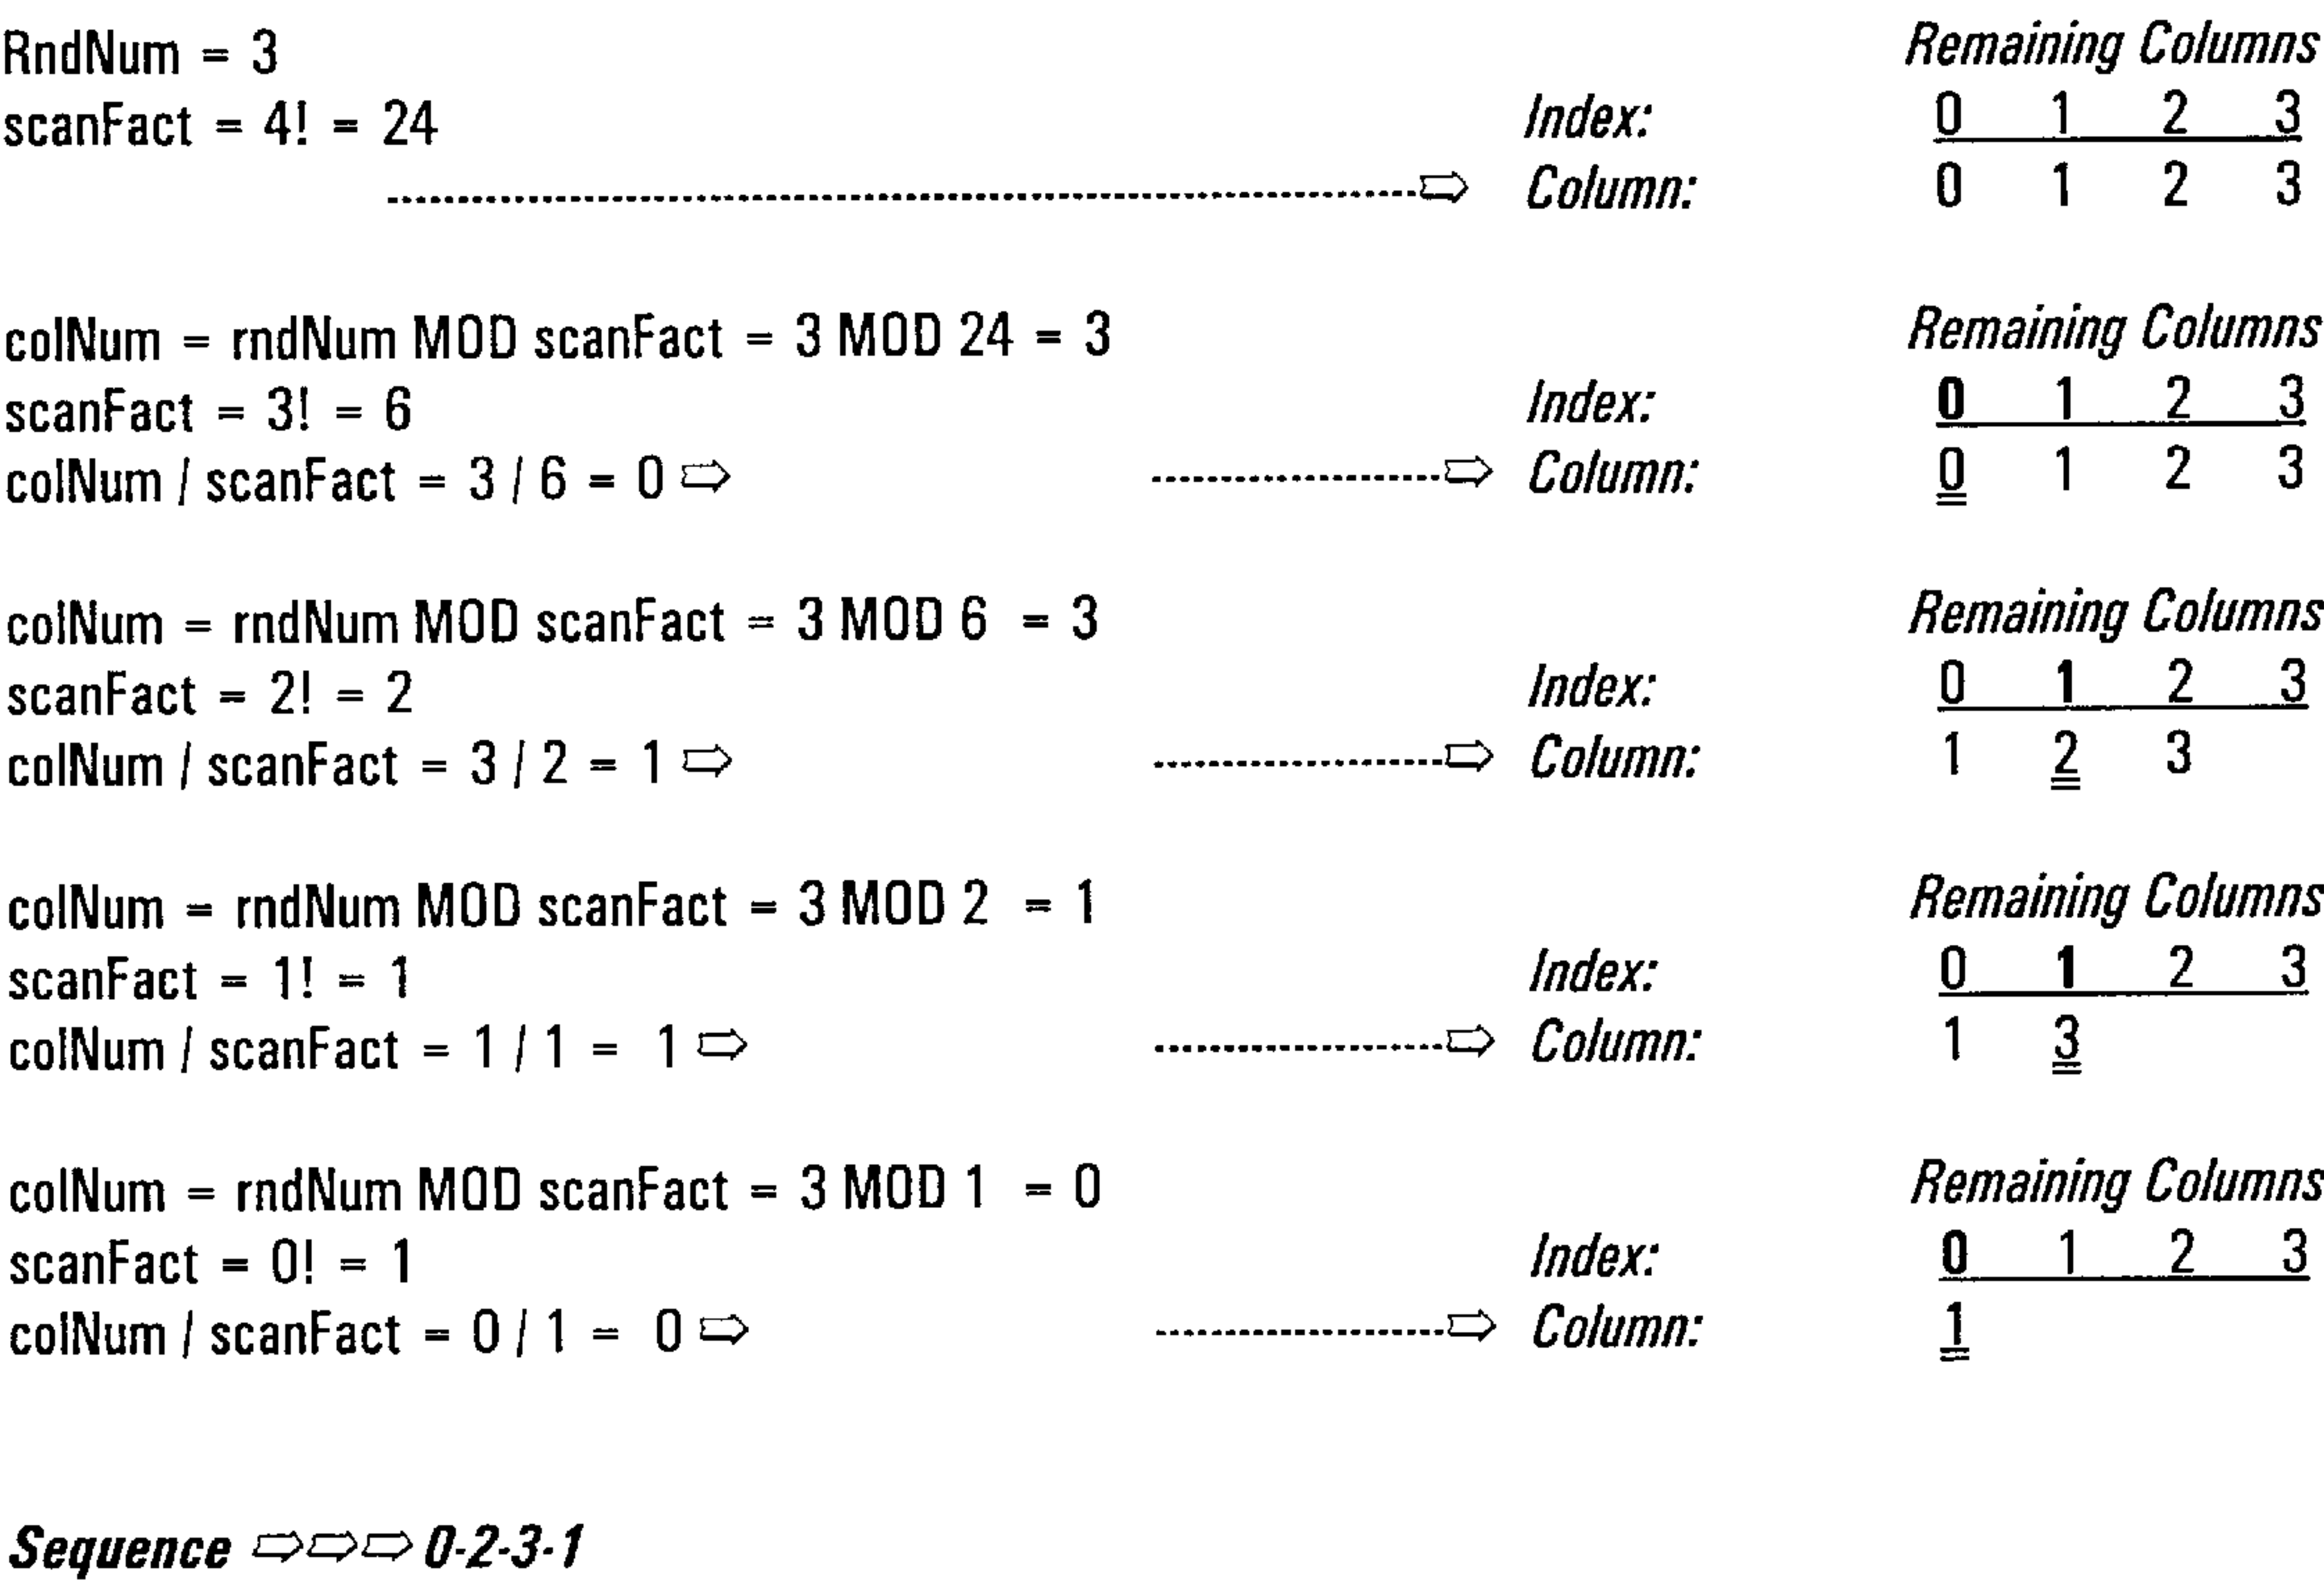 RndNum = 3 Remaining Columns
scanFact = 4! = 24 Index: 0 1 2 3
⇨ Column: 0 1 2 3
colNum = rndNum MOD scanFact = 3 MOD 24 = 3 Remaining Columns
scanFact = 3! = 6 Index: 0 1 2 3
colNum / scanFact = 3 / 6 = 0 ⇨ ⇨ Column: 0 1 2 3
colNum = rndNum MOD scanFact = 3 MOD 6 = 3 Remaining Columns
scanFact = 2! = 2 Index: 0 1 2 3
colNum / scanFact = 3 / 2 = 1 ⇨ ⇨ Column: 1 2 3
colNum = rndNum MOD scanFact = 3 MOD 2 = 1 Remaining Columns
scanFact = 1! = 1 Index: 0 1 2 3
colNum / scanFact = 1 / 1 = 1 ⇨ ⇨ Column: 1 3
colNum = rndNum MOD scanFact = 3 MOD 1 = 0 Remaining Columns
scanFact = 0! = 1 Index: 0 1 2 3
colNum / scanFact = 0 / 1 = 0 ⇨ ⇨ Column: 1
Sequence ⇨⇨⇨ 0-2-3-1